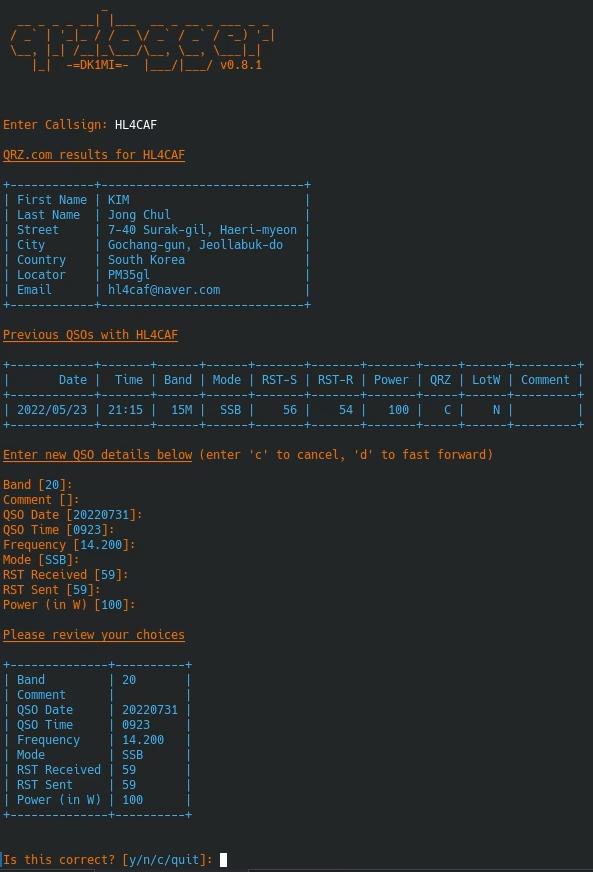 -=DK1MI=- v0.8.1
Enter Callsign: HL4CAF
QRZ.com results for HL4CAF
First Name | KIM
Last Name | Jong Chul
Street | 7-40 Surak-gil, Haeri-myeon
City | Gochang-gun, Jeollabuk-do
Country | South Korea
Locator | PM35gl
Email | hl4caf@naver.com
Previous QSOs with HL4CAF
Date | Time | Band | Mode | RST-S | RST-R | Power | QRZ | LotW | Comment
2022/05/23 | 21:15 | 15M | SSB | 56 | 54 | 100 | C | N |
Enter new QSO details below (enter 'c' to cancel, 'd' to fast forward)
Band [20]:
Comment []:
QSO Date [20220731]:
QSO Time [0923]:
Frequency [14.200]:
Mode [SSB]:
RST Received [59]:
RST Sent [59]:
Power (in W) [100]:
Please review your choices
Band | 20
Comment |
QSO Date | 20220731
QSO Time | 0923
Frequency | 14.200
Mode | SSB
RST Received | 59
RST Sent | 59
Power (in W) | 100
Is this correct? [y/n/c/quit]: